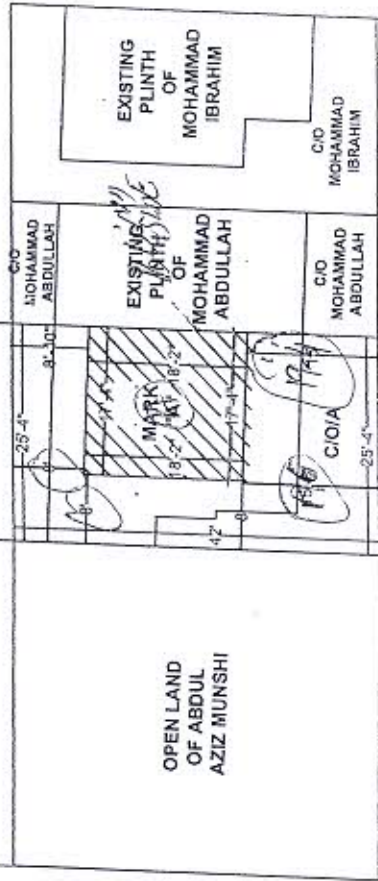 EXISTING
PLINTH
OF
MOHAMMAD
IBRAHIM
C/O
MOHAMMAD
IBRAHIM
C/O
MOHAMMAD
ABDULLAH
EXISTING
PLINTH
OF
MOHAMMAD
ABDULLAH
C/O
MOHAMMAD
ABDULLAH
25'-4"
8'-10"
MARK
"A"
18'-2"
18'-2"
17'-4"
C/O/A
25'-4"
8'
42'
8'
OPEN LAND
OF ABDUL
AZIZ MUNSHI